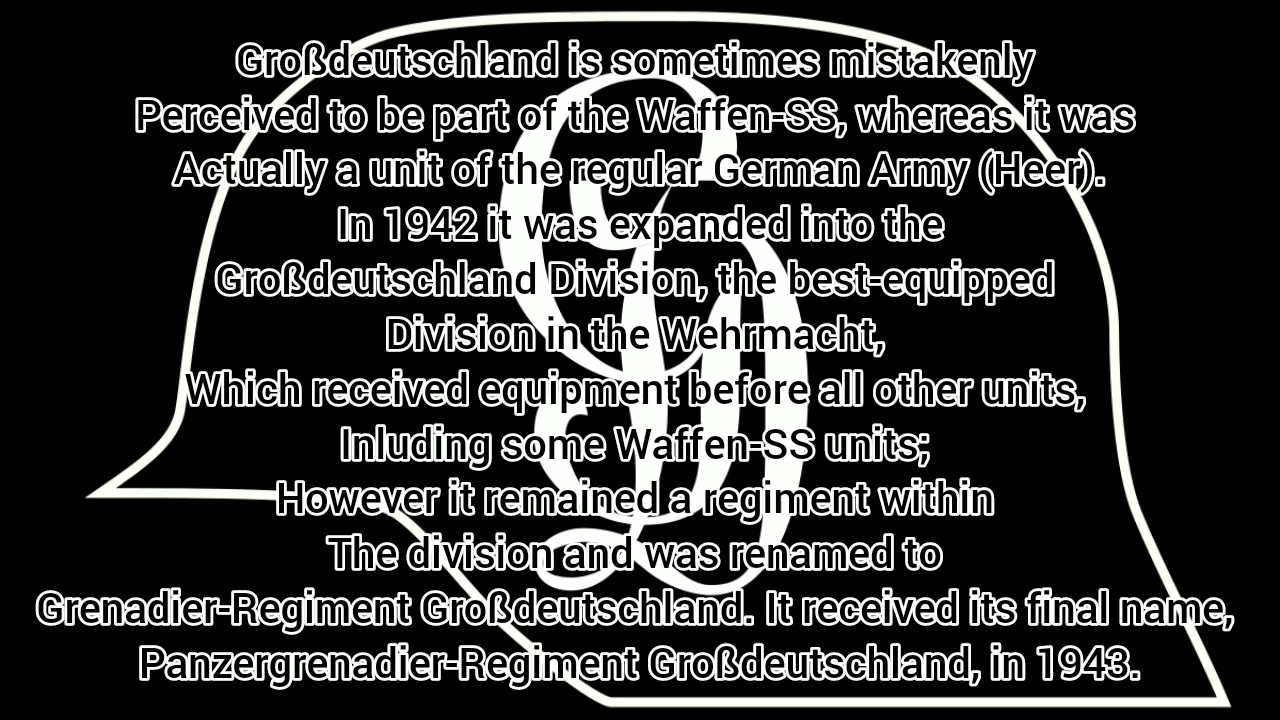 Großdeutschland is sometimes mistakenly
Perceived to be part of the Waffen-SS, whereas it was
Actually a unit of the regular German Army (Heer).
In 1942 it was expanded into the
Großdeutschland Division, the best-equipped
Division in the Wehrmacht,
Which received equipment before all other units,
Inluding some Waffen-SS units;
However it remained a regiment within
The division and was renamed to
Grenadier-Regiment Großdeutschland. It received its final name,
Panzergrenadier-Regiment Großdeutschland, in 1943.
GD